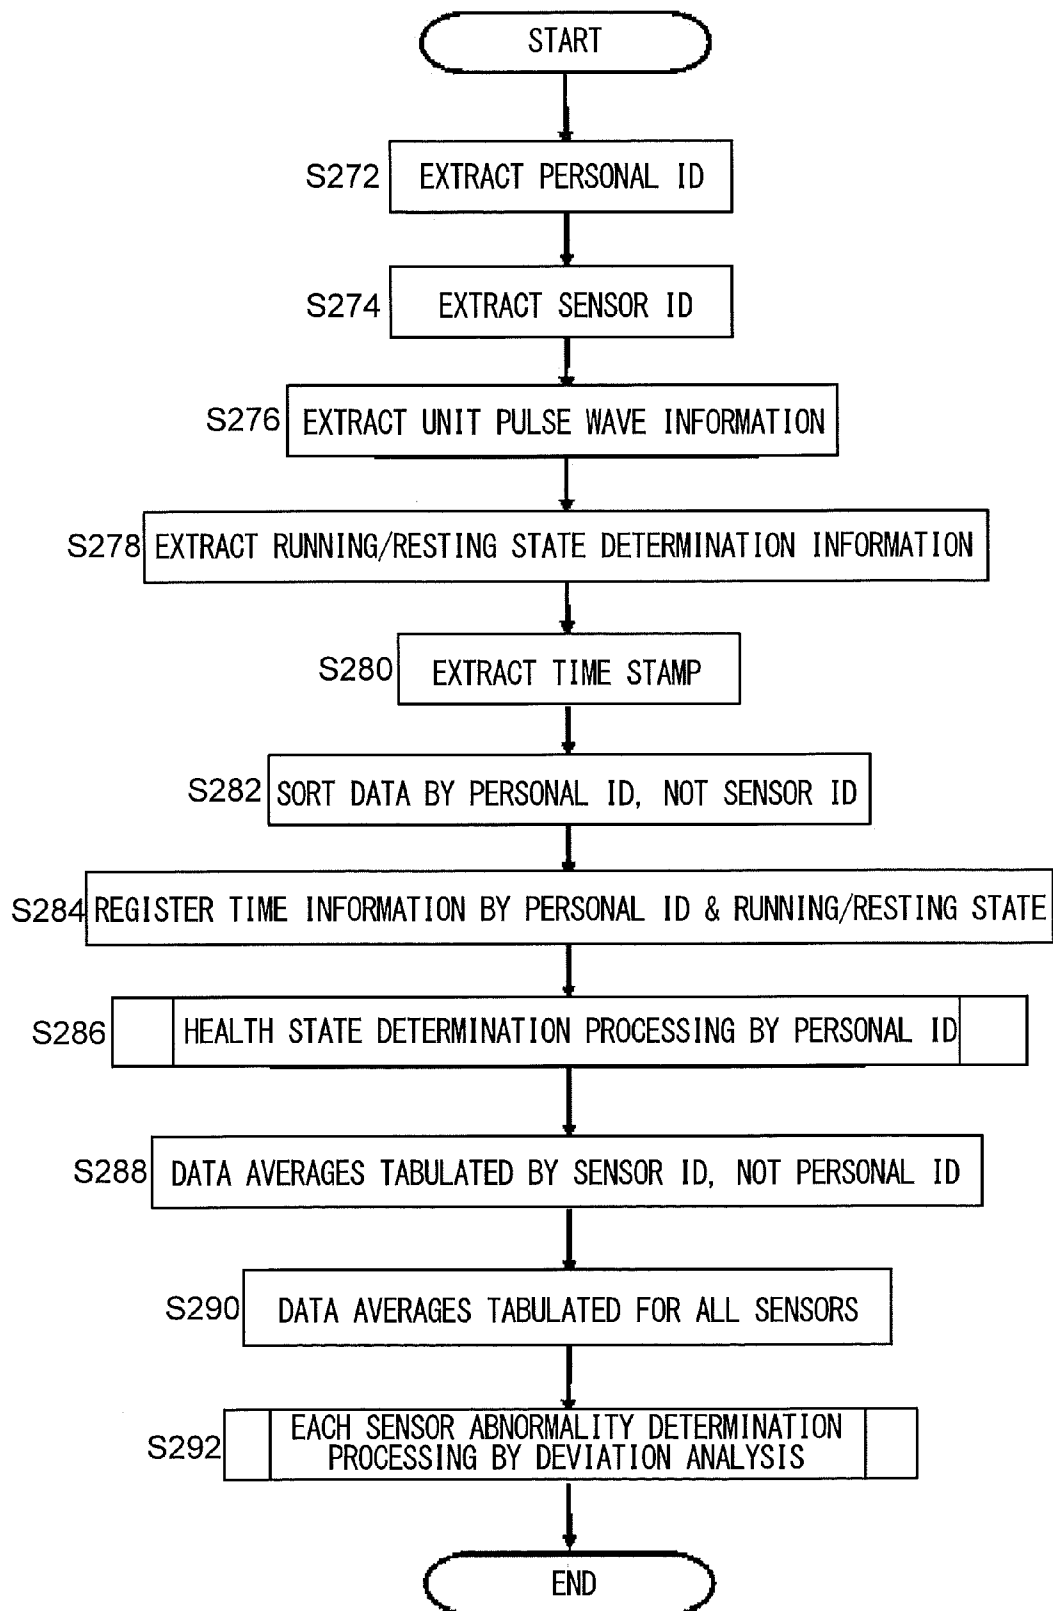 START
S272 EXTRACT PERSONAL ID
S274 EXTRACT SENSOR ID
S276 EXTRACT UNIT PULSE WAVE INFORMATION
S278 EXTRACT RUNNING/RESTING STATE DETERMINATION INFORMATION
S280 EXTRACT TIME STAMP
S282 SORT DATA BY PERSONAL ID, NOT SENSOR ID
S284 REGISTER TIME INFORMATION BY PERSONAL ID & RUNNING/RESTING STATE
S286 HEALTH STATE DETERMINATION PROCESSING BY PERSONAL ID
S288 DATA AVERAGES TABULATED BY SENSOR ID, NOT PERSONAL ID
S290 DATA AVERAGES TABULATED FOR ALL SENSORS
S292 EACH SENSOR ABNORMALITY DETERMINATION
PROCESSING BY DEVIATION ANALYSIS
END